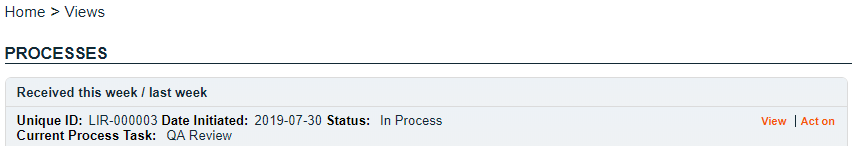 Home > Views
PROCESSES
Received this week / last week
Unique ID: LIR-000003 Date Initiated: 2019-07-30 Status: In Process View | Act on
Current Process Task: QA Review